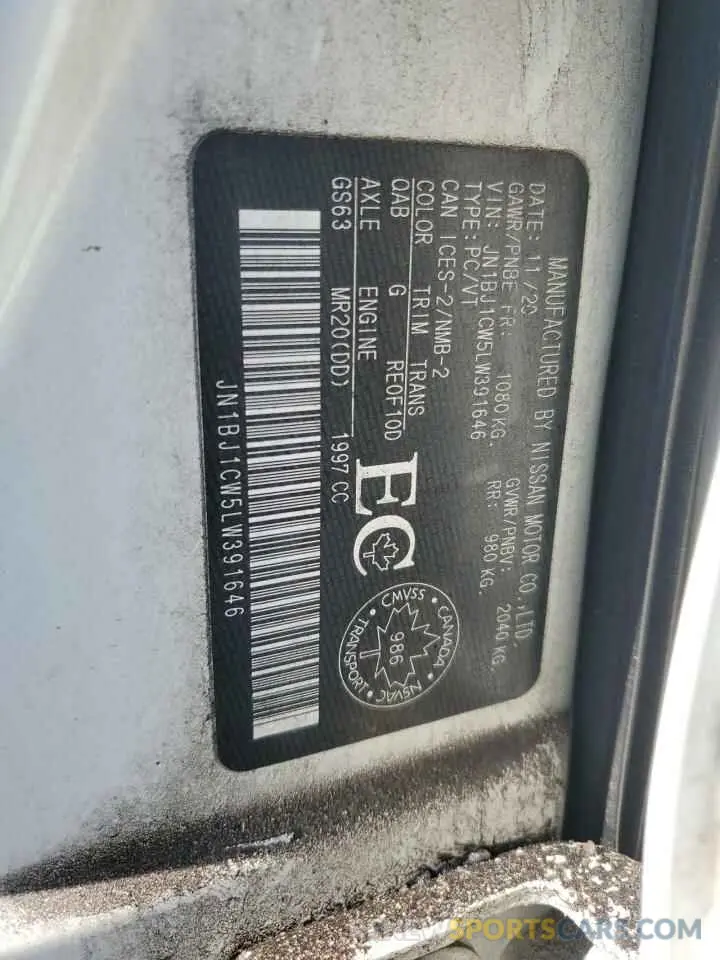 MANUFACTURED BY NISSAN MOTOR CO.,LTD.
DATE: 11/20 GVWR/PNBV: 2040 KG.
GAWR/PNBE FR: 1080 KG. RR: 980 KG.
VIN: JN1BJ1CW5LW391646
TYPE: PC/VT
CAN ICES-2/NMB-2
COLOR TRIM TRANS
QAB G RE0F10D
AXLE ENGINE
GS63 MR20(DD) 1997 CC
EC
CANADA
CMVSS
NSVAC
TRANSPORT
986
JN1BJ1CW5LW391646
NEWSPORTSCARS.COM